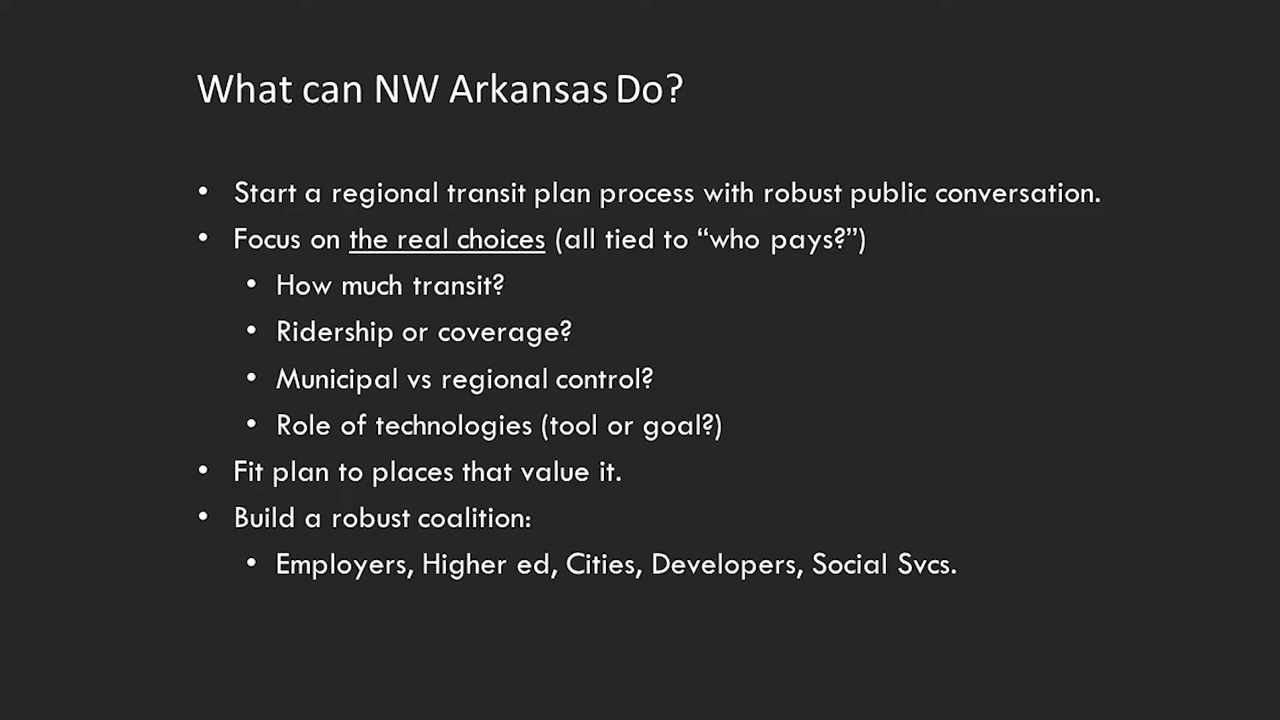 What can NW Arkansas Do?
• Start a regional transit plan process with robust public conversation.
• Focus on the real choices (all tied to “who pays?”)
• How much transit?
• Ridership or coverage?
• Municipal vs regional control?
• Role of technologies (tool or goal?)
• Fit plan to places that value it.
• Build a robust coalition:
• Employers, Higher ed, Cities, Developers, Social Svcs.